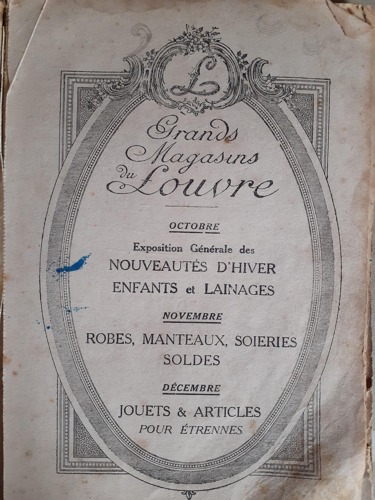 L
Grands
Magasins
du Louvre
OCTOBRE
Exposition Générale des
NOUVEAUTÉS D'HIVER
ENFANTS et LAINAGES
NOVEMBRE
ROBES, MANTEAUX, SOIERIES
SOLDES
DÉCEMBRE
JOUETS & ARTICLES
POUR ÉTRENNES